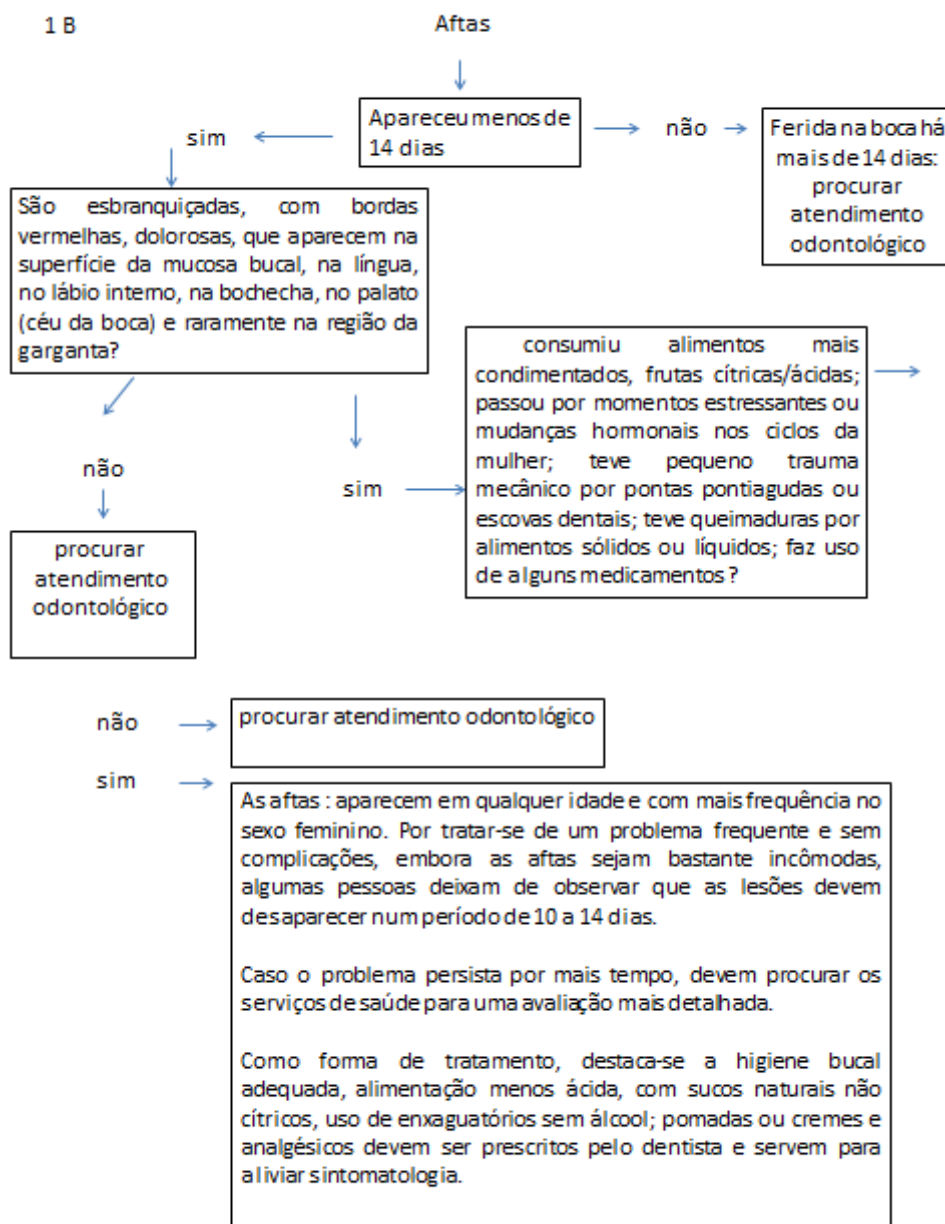 1 B
Aftas
Apareceu menos de
14 dias
sim
não
Ferida na boca há
mais de 14 dias:
procurar
atendimento
odontológico
São esbranquiçadas, com bordas
vermelhas, dolorosas, que aparecem na
superfície da mucosa bucal, na língua,
no lábio interno, na bochecha, no palato
(céu da boca) e raramente na região da
garganta?
não
procurar
atendimento
odontológico
sim
consumiu alimentos mais
condimentados, frutas cítricas/ácidas;
passou por momentos estressantes ou
mudanças hormonais nos ciclos da
mulher; teve pequeno trauma
mecânico por pontas pontiagudas ou
escovas dentais; teve queimaduras por
alimentos sólidos ou líquidos; faz uso
de alguns medicamentos?
não
procurar atendimento odontológico
sim
As aftas : aparecem em qualquer idade e com mais frequência no
sexo feminino. Por tratar-se de um problema frequente e sem
complicações, embora as aftas sejam bastante incômodas,
algumas pessoas deixam de observar que as lesões devem
desaparecer num período de 10 a 14 dias.
Caso o problema persista por mais tempo, devem procurar os
serviços de saúde para uma avaliação mais detalhada.
Como forma de tratamento, destaca-se a higiene bucal
adequada, alimentação menos ácida, com sucos naturais não
cítricos, uso de enxaguatórios sem álcool; pomadas ou cremes e
analgésicos devem ser prescritos pelo dentista e servem para
aliviar sintomatologia.